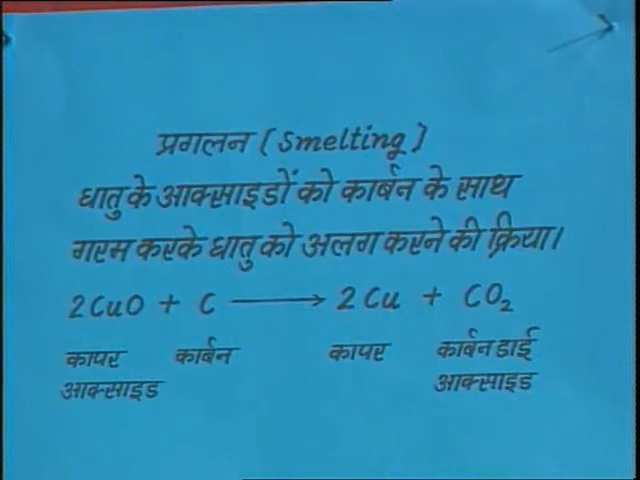 प्रगलन (Smelting)
धातु के आक्साइडों को कार्बन के साथ
गरम करके धातु को अलग करने की क्रिया।
2CuO + C ⟶ 2Cu + CO₂
कापर कार्बन कापर कार्बन डाई
आक्साइड आक्साइड